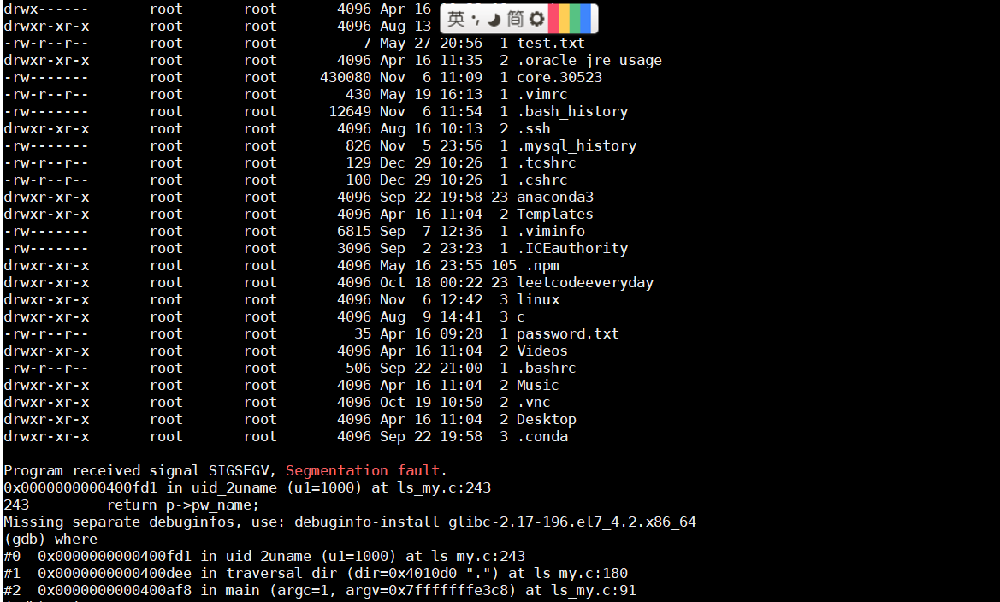 drwx------       root       root       4096 Apr 16
英 简
drwxr-xr-x       root       root       4096 Aug 13
-rw-r--r--       root       root          7 May 27 20:56  1 test.txt
drwxr-xr-x       root       root       4096 Apr 16 11:35  2 .oracle_jre_usage
-rw-------       root       root     430080 Nov  6 11:09  1 core.30523
-rw-r--r--       root       root        430 May 19 16:13  1 .vimrc
-rw-------       root       root      12649 Nov  6 11:54  1 .bash_history
drwxr-xr-x       root       root       4096 Aug 16 10:13  2 .ssh
-rw-------       root       root        826 Nov  5 23:56  1 .mysql_history
-rw-r--r--       root       root        129 Dec 29 10:26  1 .tcshrc
-rw-r--r--       root       root        100 Dec 29 10:26  1 .cshrc
drwxr-xr-x       root       root       4096 Sep 22 19:58 23 anaconda3
drwxr-xr-x       root       root       4096 Apr 16 11:04  2 Templates
-rw-------       root       root       6815 Sep  7 12:36  1 .viminfo
-rw-------       root       root       3096 Sep  2 23:23  1 .ICEauthority
drwxr-xr-x       root       root       4096 May 16 23:55 105 .npm
drwxr-xr-x       root       root       4096 Oct 18 00:22 23 leetcodeeveryday
drwxr-xr-x       root       root       4096 Nov  6 12:42  3 linux
drwxr-xr-x       root       root       4096 Aug  9 14:41  3 c
-rw-r--r--       root       root         35 Apr 16 09:28  1 password.txt
drwxr-xr-x       root       root       4096 Apr 16 11:04  2 Videos
-rw-r--r--       root       root        506 Sep 22 21:00  1 .bashrc
drwxr-xr-x       root       root       4096 Apr 16 11:04  2 Music
drwxr-xr-x       root       root       4096 Oct 19 10:50  2 .vnc
drwxr-xr-x       root       root       4096 Apr 16 11:04  2 Desktop
drwxr-xr-x       root       root       4096 Sep 22 19:58  3 .conda
Program received signal SIGSEGV, Segmentation fault.
0x0000000000400fd1 in uid_2uname (u1=1000) at ls_my.c:243
243         return p->pw_name;
Missing separate debuginfos, use: debuginfo-install glibc-2.17-196.el7_4.2.x86_64
(gdb) where
#0  0x0000000000400fd1 in uid_2uname (u1=1000) at ls_my.c:243
#1  0x0000000000400dee in traversal_dir (dir=0x4010d0 ".") at ls_my.c:180
#2  0x0000000000400af8 in main (argc=1, argv=0x7fffffffe3c8) at ls_my.c:91